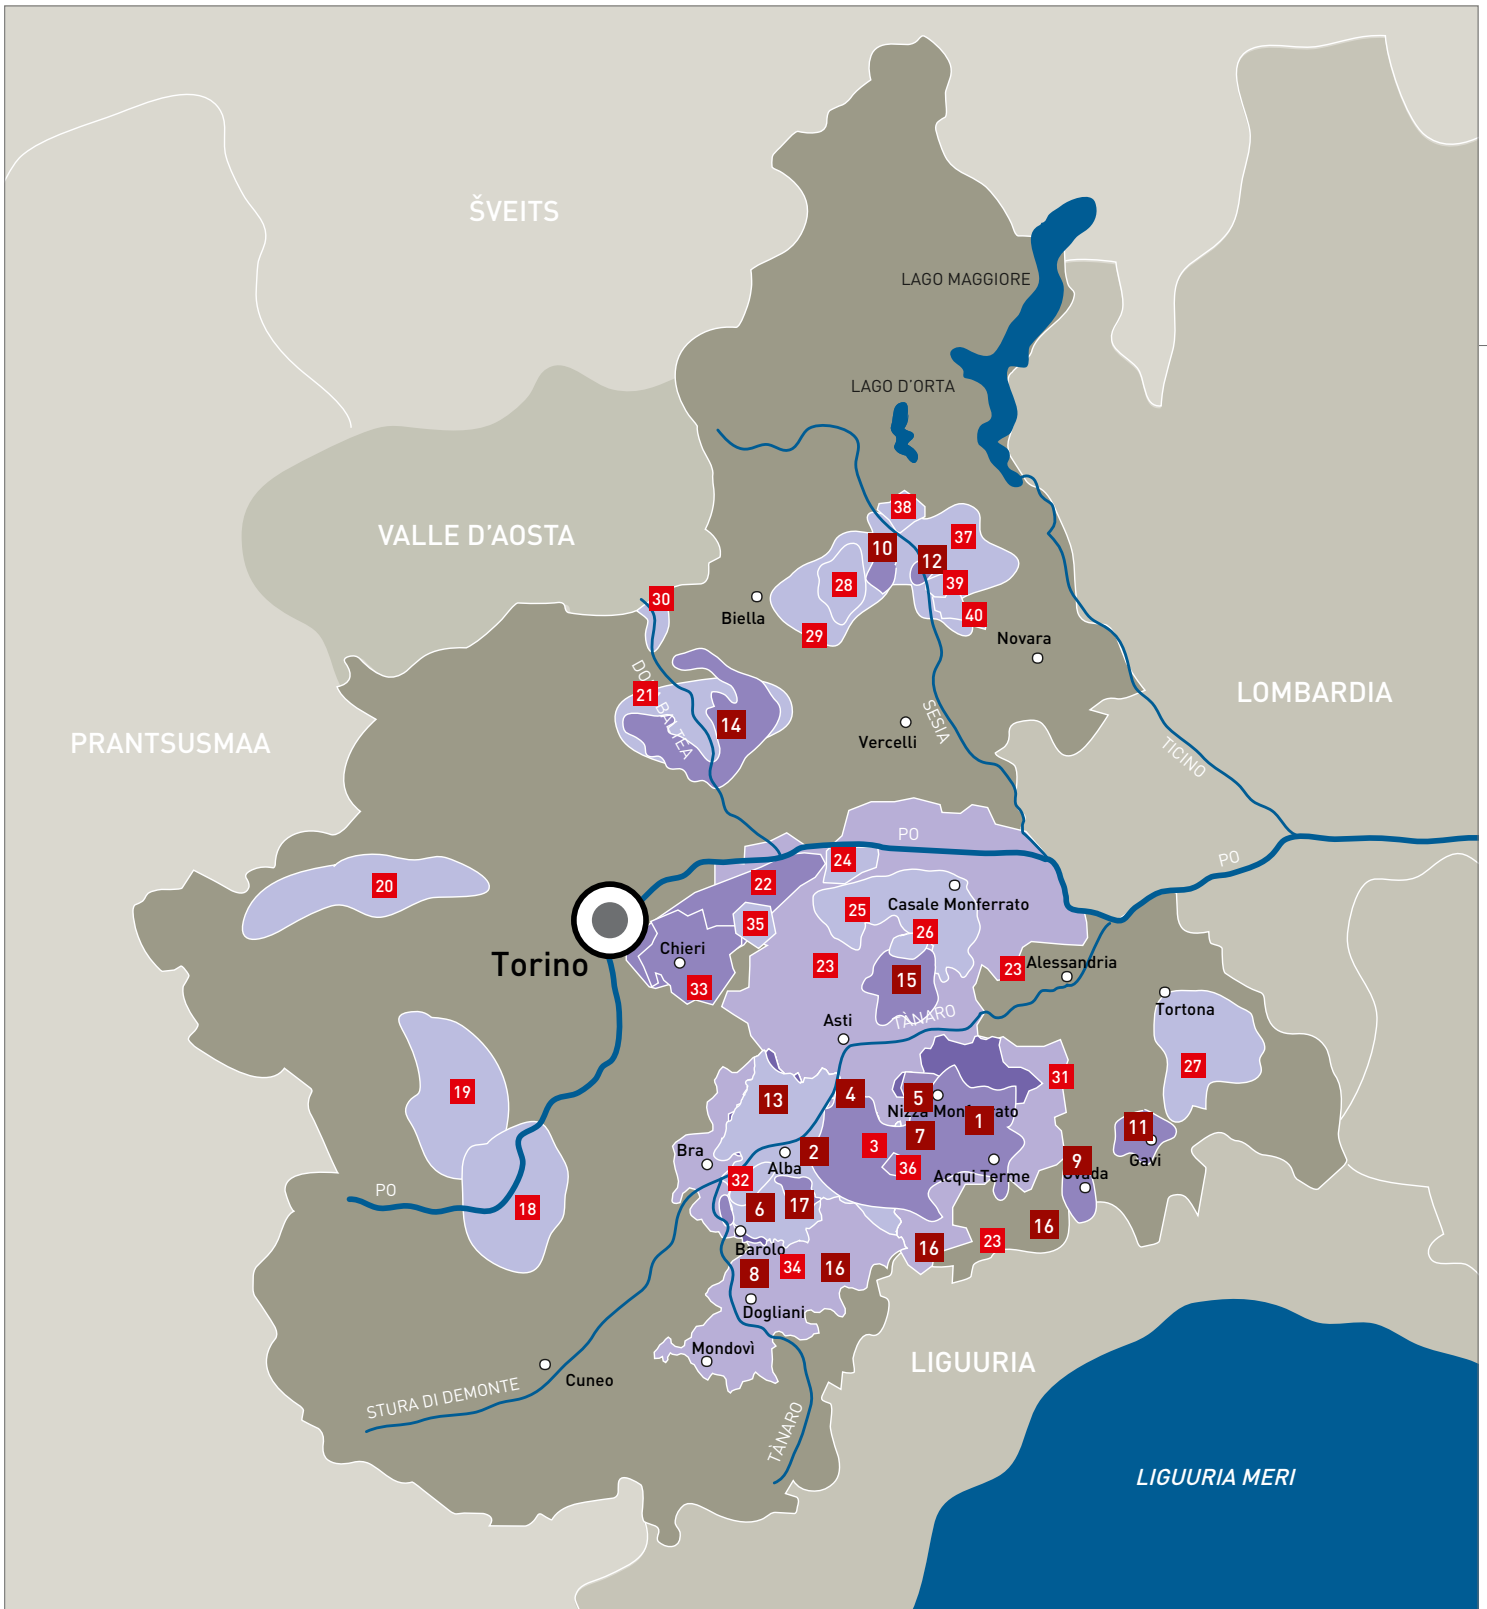 ŠVEITS
LAGO MAGGIORE
LAGO D'ORTA
38
VALLE D'AOSTA
37
10
12
28
39
30
Biella
40
29
Novara
DORA BALTEA
21
LOMBARDIA
SESIA
14
PRANTSUSMAA
Vercelli
TICINO
PO
24
PO
22
20
Casale Monferrato
25
35
26
Chieri
Torino
23
23
Alessandria
15
33
Tortona
TÀNARO
Asti
27
31
19
13
4
5
Nizza Monferrato
1
11
7
3
Bra
2
Gavi
9
Alba
36
Acqui Terme
Ovada
32
PO
18
6
17
16
23
Barolo
16
34
16
8
Dogliani
Mondovì
LIGUURIA
Cuneo
STURA DI DEMONTE
TÀNARO
LIGUURIA MERI